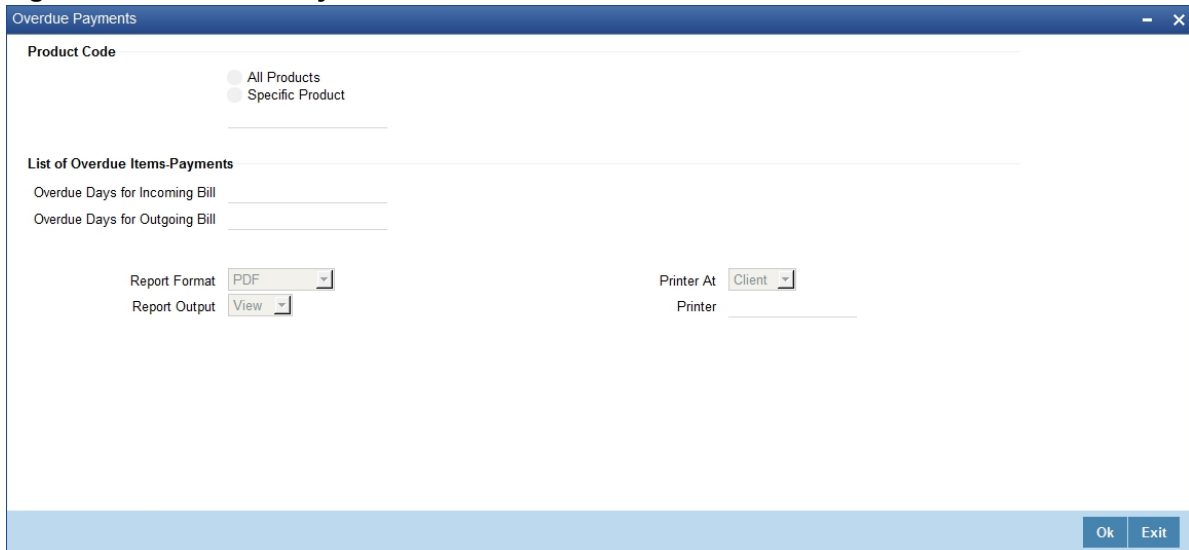 Overdue Payments
Product Code
All Products
Specific Product
List of Overdue Items-Payments
Overdue Days for Incoming Bill
Overdue Days for Outgoing Bill
Report Format PDF Printer At Client
Report Output View Printer
Ok Exit